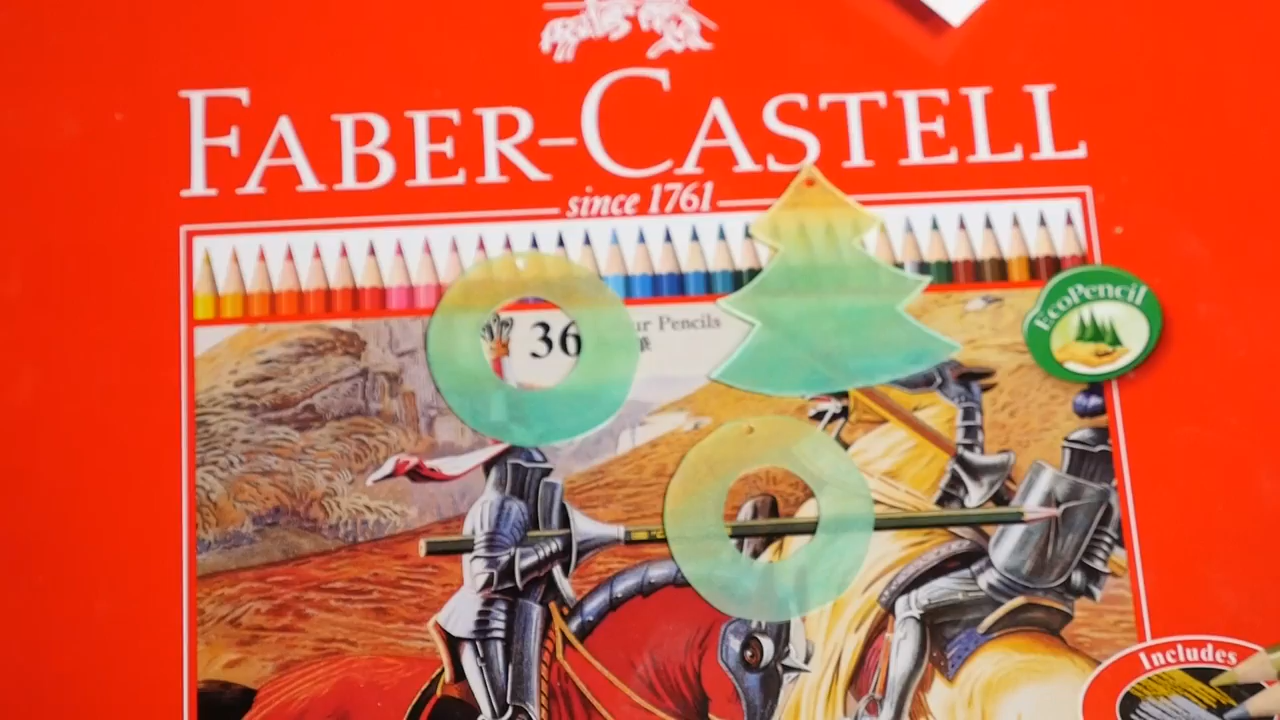 FABER-CASTELL
since 1761
36
ur Pencils
EcoPencil
Includes